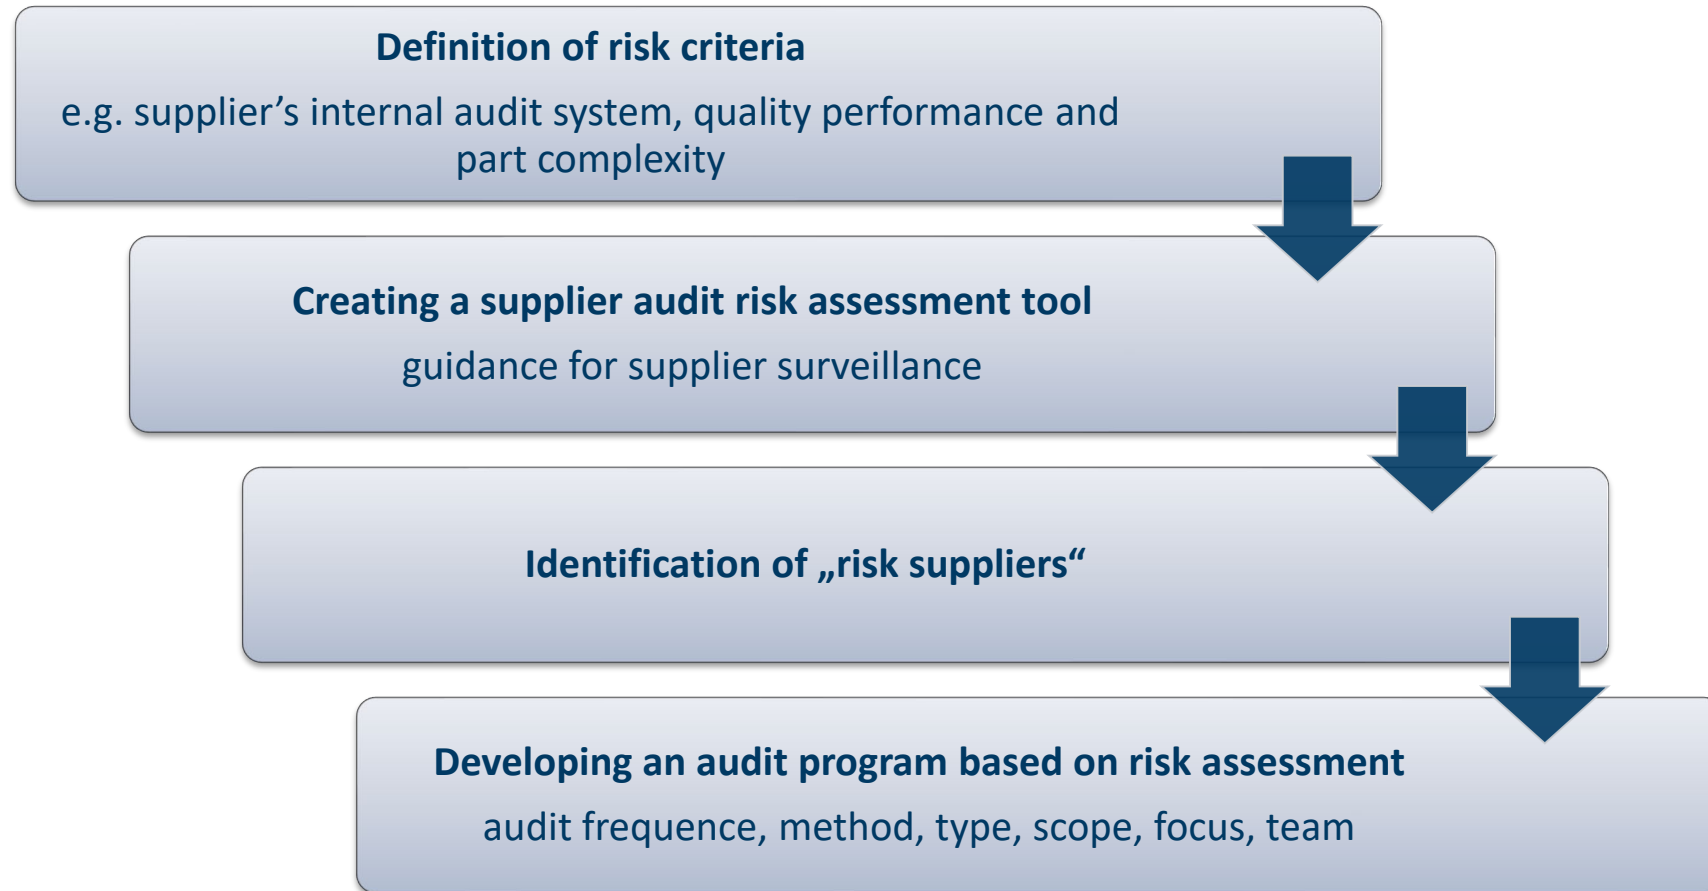 Definition of risk criteria
e.g. supplier’s internal audit system, quality performance and
part complexity
Creating a supplier audit risk assessment tool
guidance for supplier surveillance
Identification of „risk suppliers“
Developing an audit program based on risk assessment
audit frequence, method, type, scope, focus, team